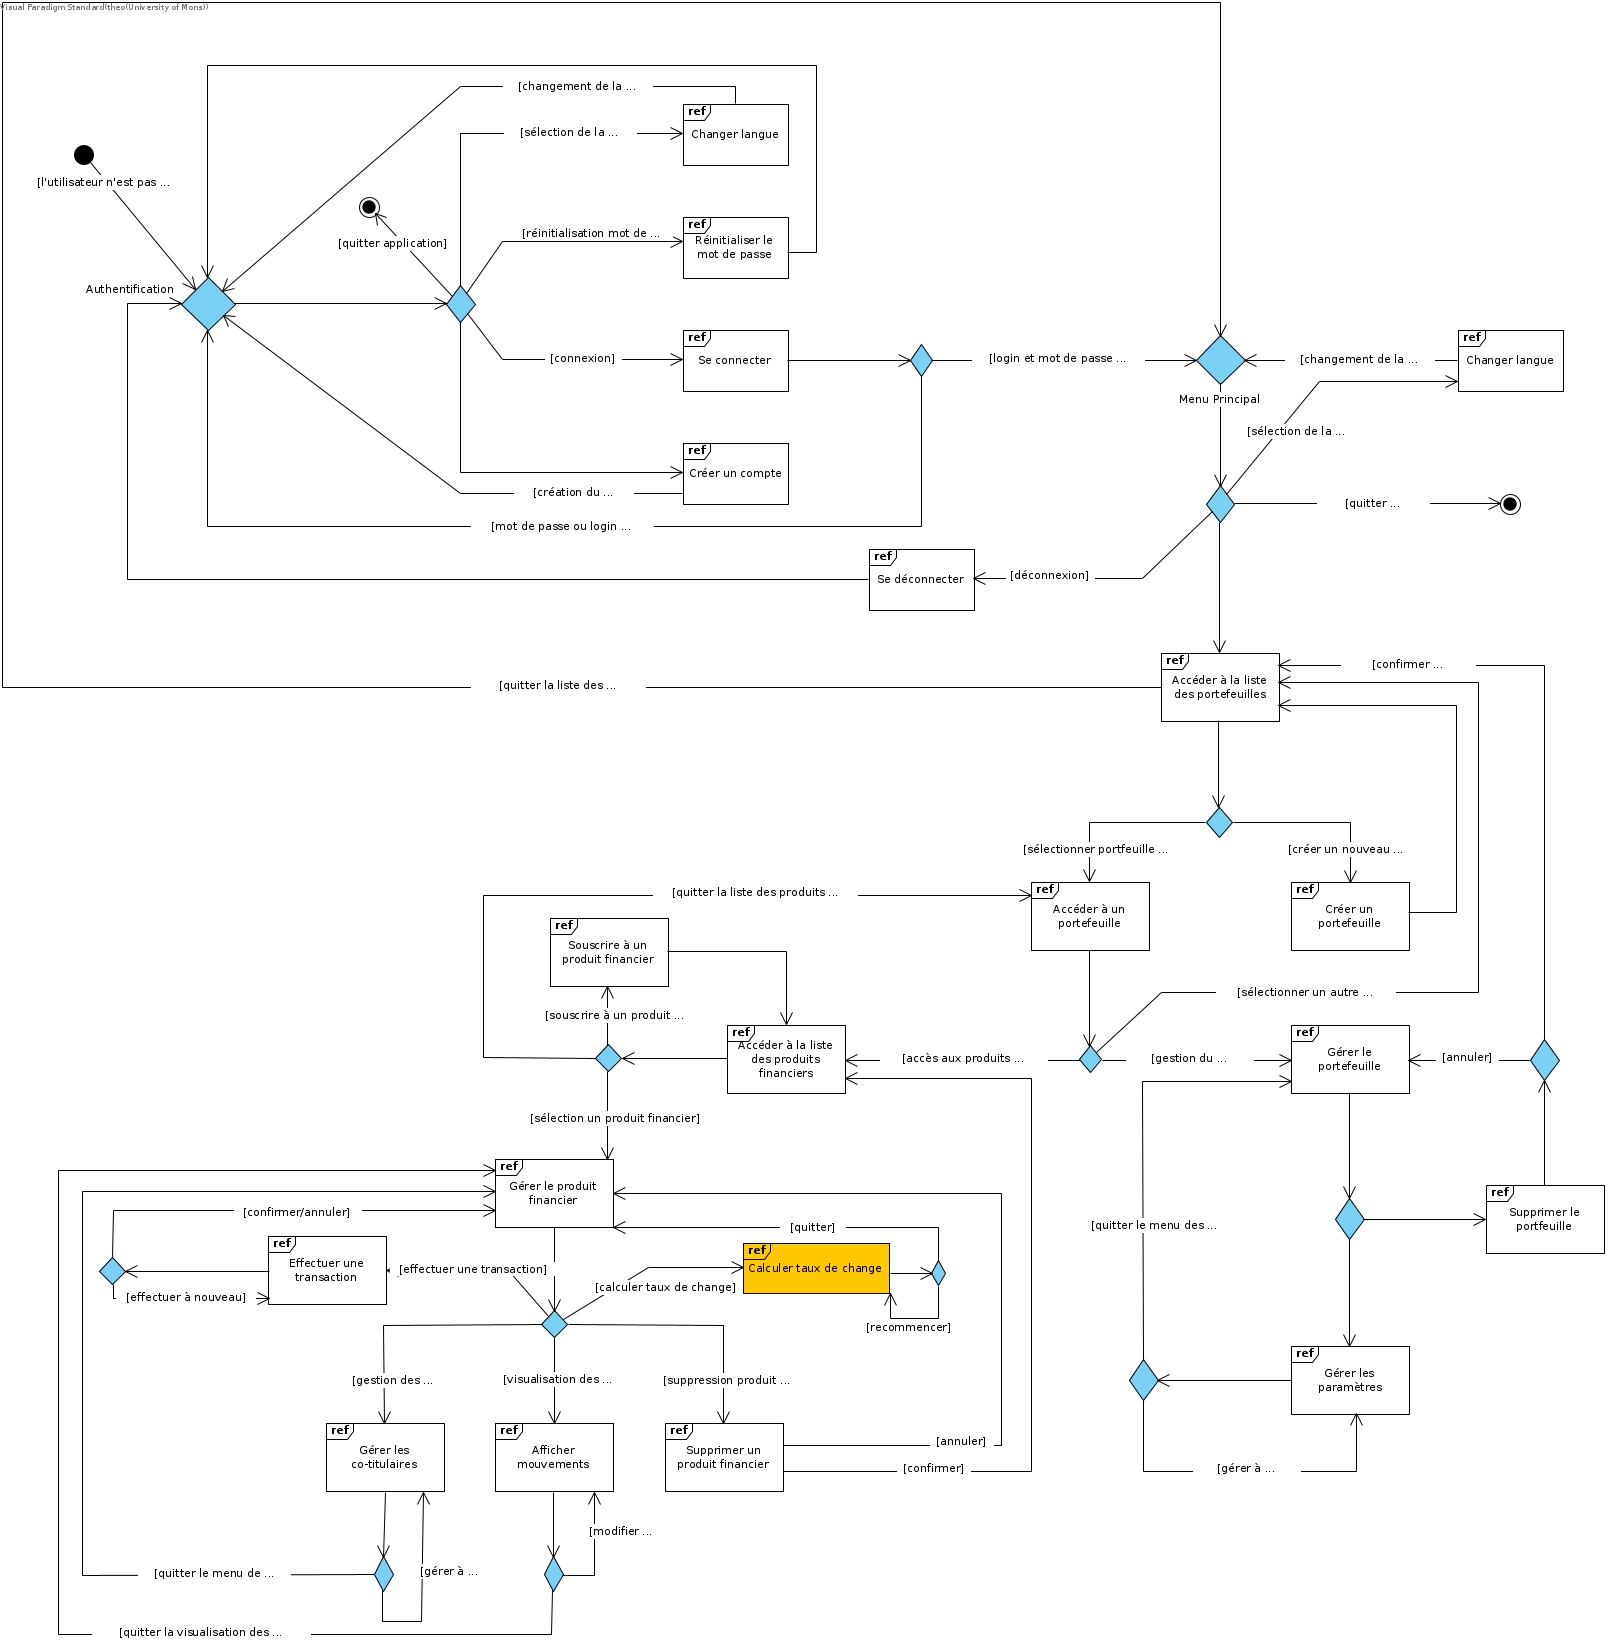 Visual Paradigm Standard(theo(University of Mons))
[changement de la ...
ref
Changer langue
[sélection de la ...
[l'utilisateur n'est pas ...
ref
Réinitialiser le
mot de passe
[réinitialisation mot de ...
[quitter application]
Authentification
ref
Se connecter
[connexion]
[login et mot de passe ...
[changement de la ...
ref
Changer langue
Menu Principal
[sélection de la ...
ref
Créer un compte
[création du ...
[mot de passe ou login ...
[quitter ...
ref
Se déconnecter
[déconnexion]
ref
Accéder à la liste
des portefeuilles
[confirmer ...
[quitter la liste des ...
[sélectionner portfeuille ...
[créer un nouveau ...
[quitter la liste des produits ...
ref
Accéder à un
portefeuille
ref
Créer un
portefeuille
ref
Souscrire à un
produit financier
[sélectionner un autre ...
[souscrire à un produit ...
ref
Accéder à la liste
des produits
financiers
[accès aux produits ...
[gestion du ...
ref
Gérer le
portefeuille
[annuler]
[sélection un produit financier]
ref
Gérer le produit
financier
ref
Supprimer le
portfeuille
[confirmer/annuler]
[quitter]
[quitter le menu des ...
ref
Effectuer une
transaction
[effectuer une transaction]
ref
Calculer taux de change
[calculer taux de change]
[effectuer à nouveau]
[recommencer]
[gestion des ...
[visualisation des ...
[suppression produit ...
ref
Gérer les
paramètres
ref
Gérer les
co-titulaires
ref
Afficher
mouvements
ref
Supprimer un
produit financier
[annuler]
[confirmer]
[gérer à ...
[modifier ...
[quitter le menu de ...
[gérer à ...
[quitter la visualisation des ...